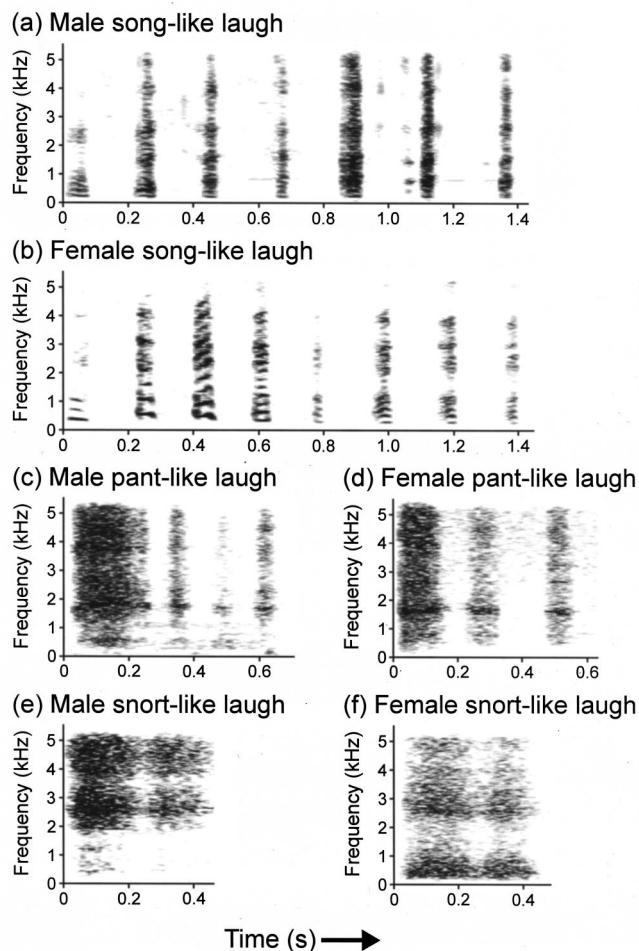 (a) Male song-like laugh
Frequency (kHz)
5
4
3
2
1
0
0 0.2 0.4 0.6 0.8 1.0 1.2 1.4
(b) Female song-like laugh
Frequency (kHz)
5
4
3
2
1
0
0 0.2 0.4 0.6 0.8 1.0 1.2 1.4
(c) Male pant-like laugh
Frequency (kHz)
5
4
3
2
1
0
0 0.2 0.4 0.6
(d) Female pant-like laugh
Frequency (kHz)
5
4
3
2
1
0
0 0.2 0.4 0.6
(e) Male snort-like laugh
Frequency (kHz)
5
4
3
2
1
0
0 0.2 0.4
(f) Female snort-like laugh
Frequency (kHz)
5
4
3
2
1
0
0 0.2 0.4
Time (s)